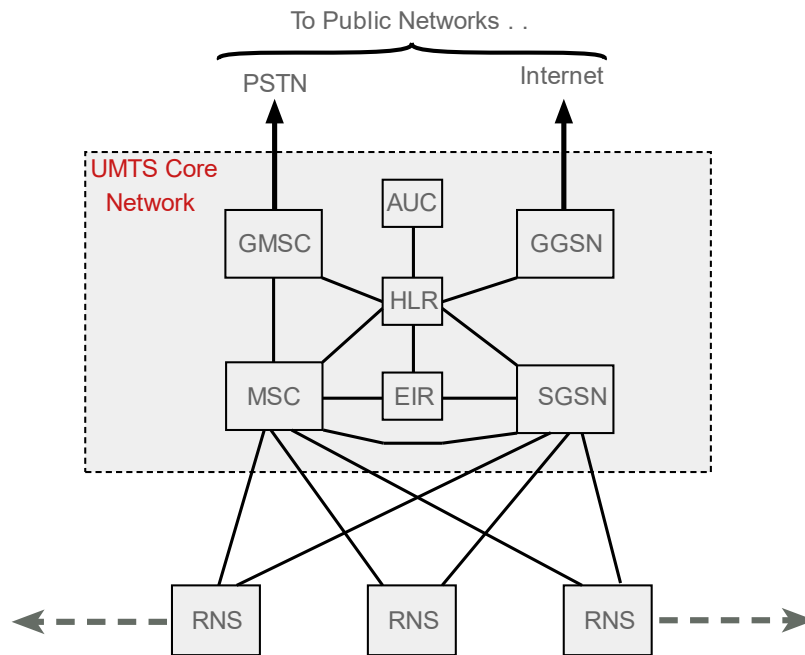 To Public Networks . .
PSTN
Internet
UMTS Core
Network
AUC
GMSC
GGSN
HLR
MSC
EIR
SGSN
RNS
RNS
RNS